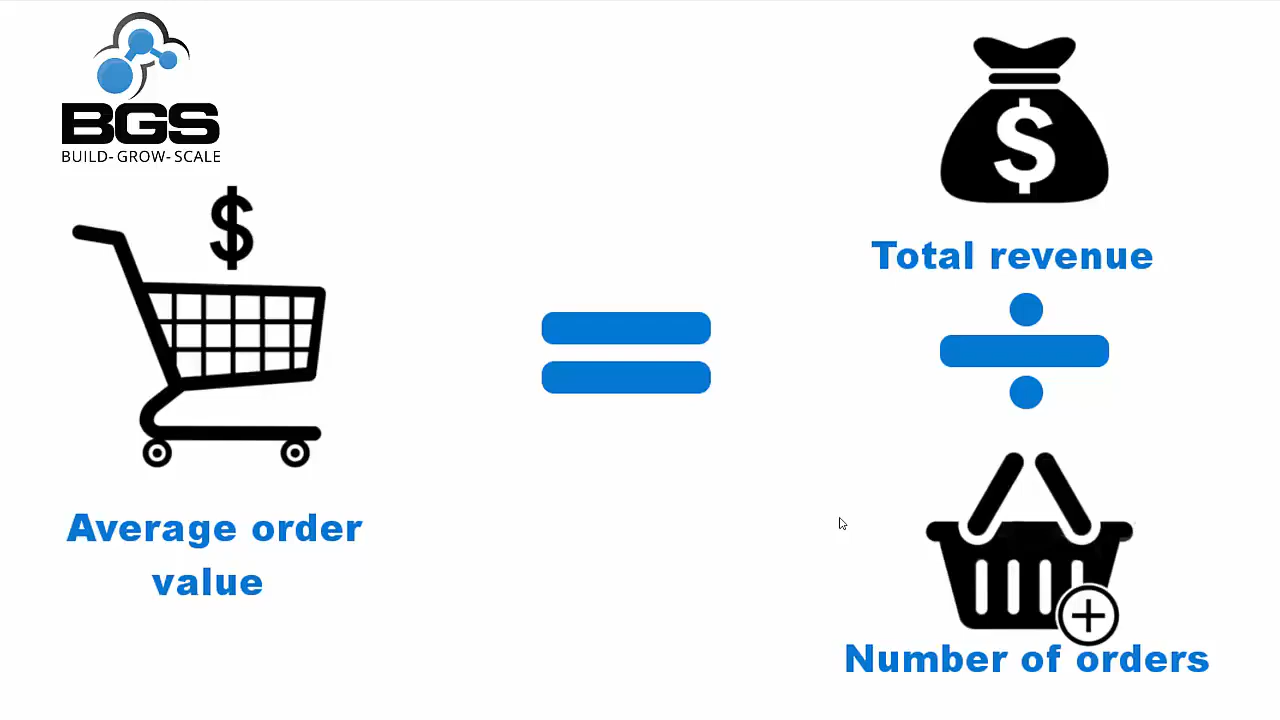 BGS
BUILD-GROW-SCALE
$
$
Total revenue
Average order
value
Number of orders